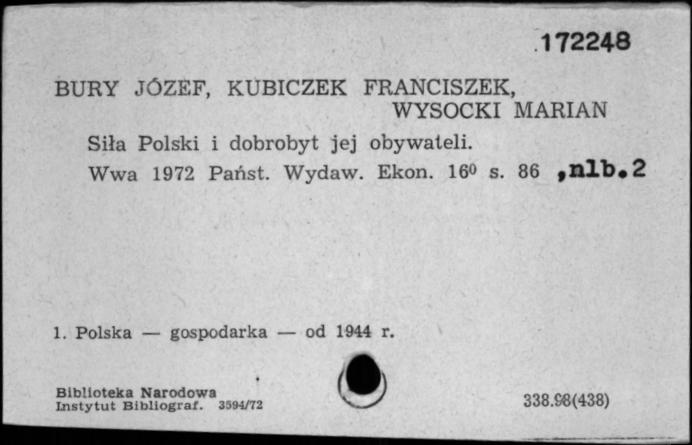 172248
BURY JÓZEF, KUBICZEK FRANCISZEK,
WYSOCKI MARIAN
Siła Polski i dobrobyt jej obywateli.
Wwa 1972 Państ. Wydaw. Ekon. 16⁰ s. 86 ,nlb.2
1. Polska — gospodarka — od 1944 r.
Biblioteka Narodowa
Instytut Bibliograf. 3594/72
338.98(438)